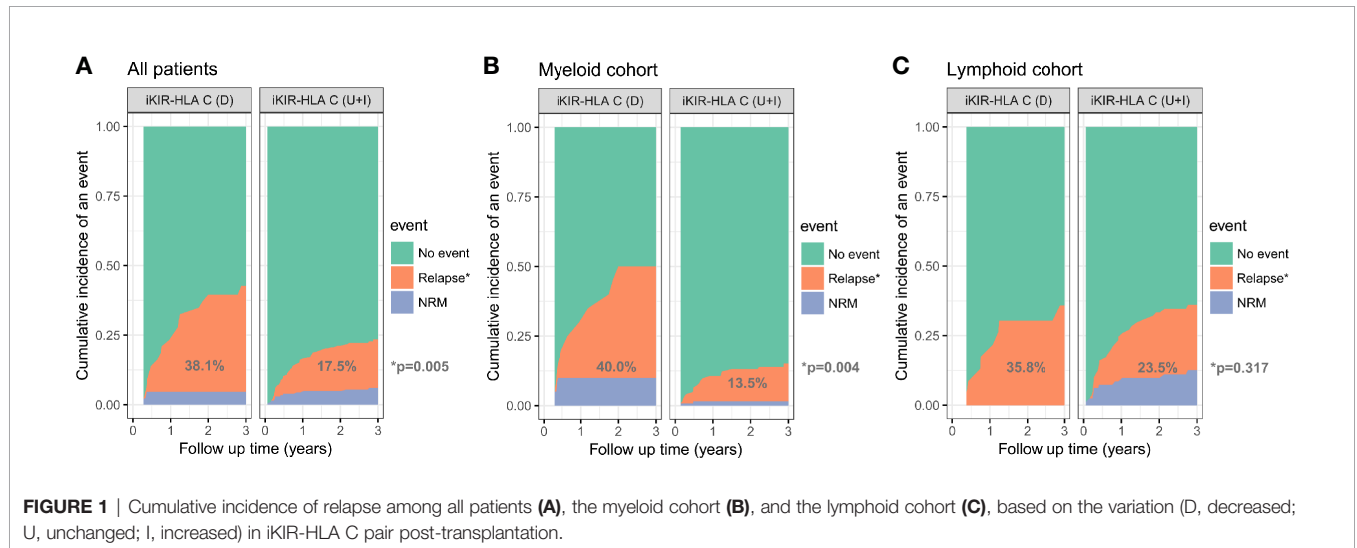 A All patients
iKIR-HLA C (D) iKIR-HLA C (U+I)
Cumulative incidence of an event
1.00
0.75
0.50
0.25
0.00
38.1% 17.5%
0 1 2 3 0 1 2 3
Follow up time (years)
event
No event
Relapse*
NRM
*p=0.005
B Myeloid cohort
iKIR-HLA C (D) iKIR-HLA C (U+I)
Cumulative incidence of an event
1.00
0.75
0.50
0.25
0.00
40.0% 13.5%
0 1 2 3 0 1 2 3
Follow up time (years)
event
No event
Relapse*
NRM
*p=0.004
C Lymphoid cohort
iKIR-HLA C (D) iKIR-HLA C (U+I)
Cumulative incidence of an event
1.00
0.75
0.50
0.25
0.00
35.8% 23.5%
0 1 2 3 0 1 2 3
Follow up time (years)
event
No event
Relapse*
NRM
*p=0.317
FIGURE 1 | Cumulative incidence of relapse among all patients (A), the myeloid cohort (B), and the lymphoid cohort (C), based on the variation (D, decreased;
U, unchanged; I, increased) in iKIR-HLA C pair post-transplantation.